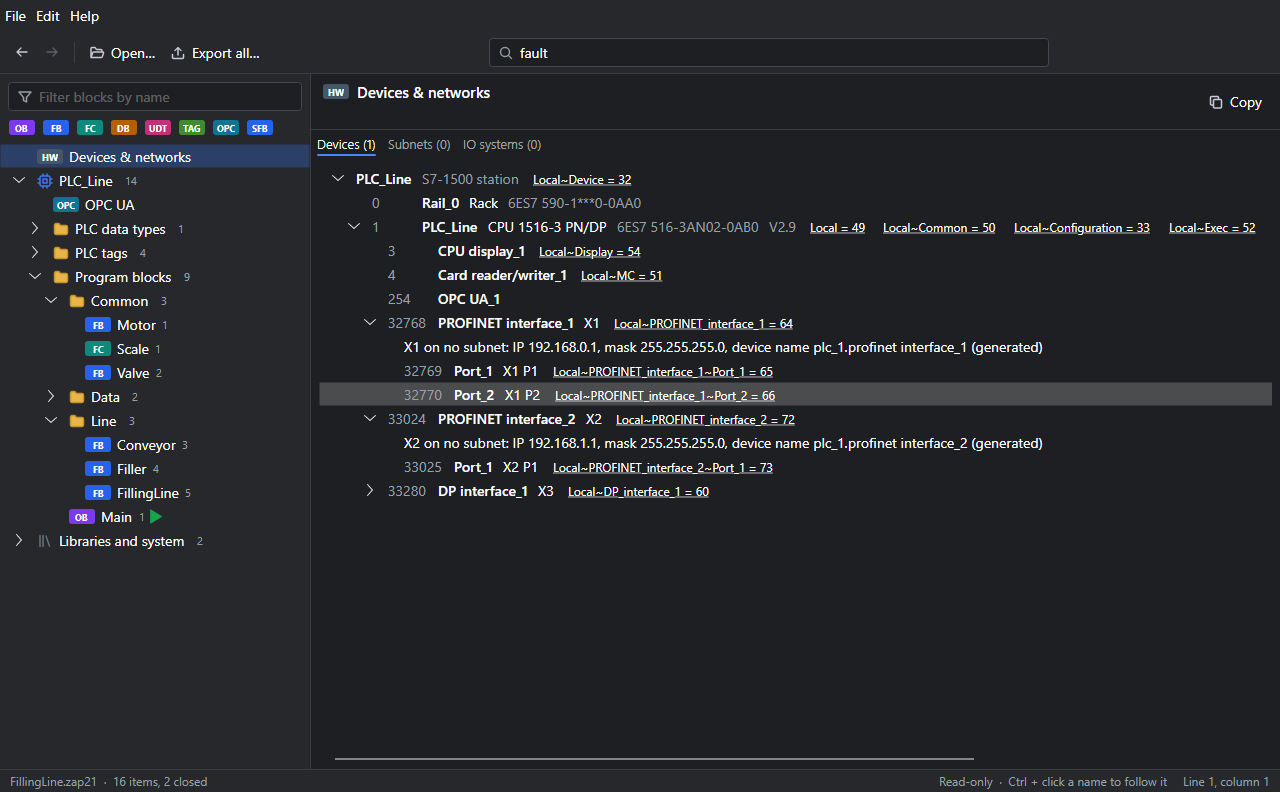 File Edit Help
Open... Export all... fault
Filter blocks by name
OB FB FC DB UDT TAG OPC SFB
HW Devices & networks
PLC_Line 14
OPC OPC UA
PLC data types 1
PLC tags 4
Program blocks 9
Common 3
FB Motor 1
FC Scale 1
FB Valve 2
Data 2
Line 3
FB Conveyor 3
FB Filler 4
FB FillingLine 5
OB Main 1
Libraries and system 2
HW Devices & networks
Copy
Devices (1) Subnets (0) IO systems (0)
PLC_Line S7-1500 station Local~Device = 32
0 Rail_0 Rack 6ES7 590-1***0-0AA0
1 PLC_Line CPU 1516-3 PN/DP 6ES7 516-3AN02-0AB0 V2.9 Local = 49 Local~Common = 50 Local~Configuration = 33 Local~Exec = 52
3 CPU display_1 Local~Display = 54
4 Card reader/writer_1 Local~MC = 51
254 OPC UA_1
32768 PROFINET interface_1 X1 Local~PROFINET_interface_1 = 64
X1 on no subnet: IP 192.168.0.1, mask 255.255.255.0, device name plc_1.profinet interface_1 (generated)
32769 Port_1 X1 P1 Local~PROFINET_interface_1~Port_1 = 65
32770 Port_2 X1 P2 Local~PROFINET_interface_1~Port_2 = 66
33024 PROFINET interface_2 X2 Local~PROFINET_interface_2 = 72
X2 on no subnet: IP 192.168.1.1, mask 255.255.255.0, device name plc_1.profinet interface_2 (generated)
33025 Port_1 X2 P1 Local~PROFINET_interface_2~Port_1 = 73
33280 DP interface_1 X3 Local~DP_interface_1 = 60
FillingLine.zap21 · 16 items, 2 closed
Read-only · Ctrl + click a name to follow it Line 1, column 1